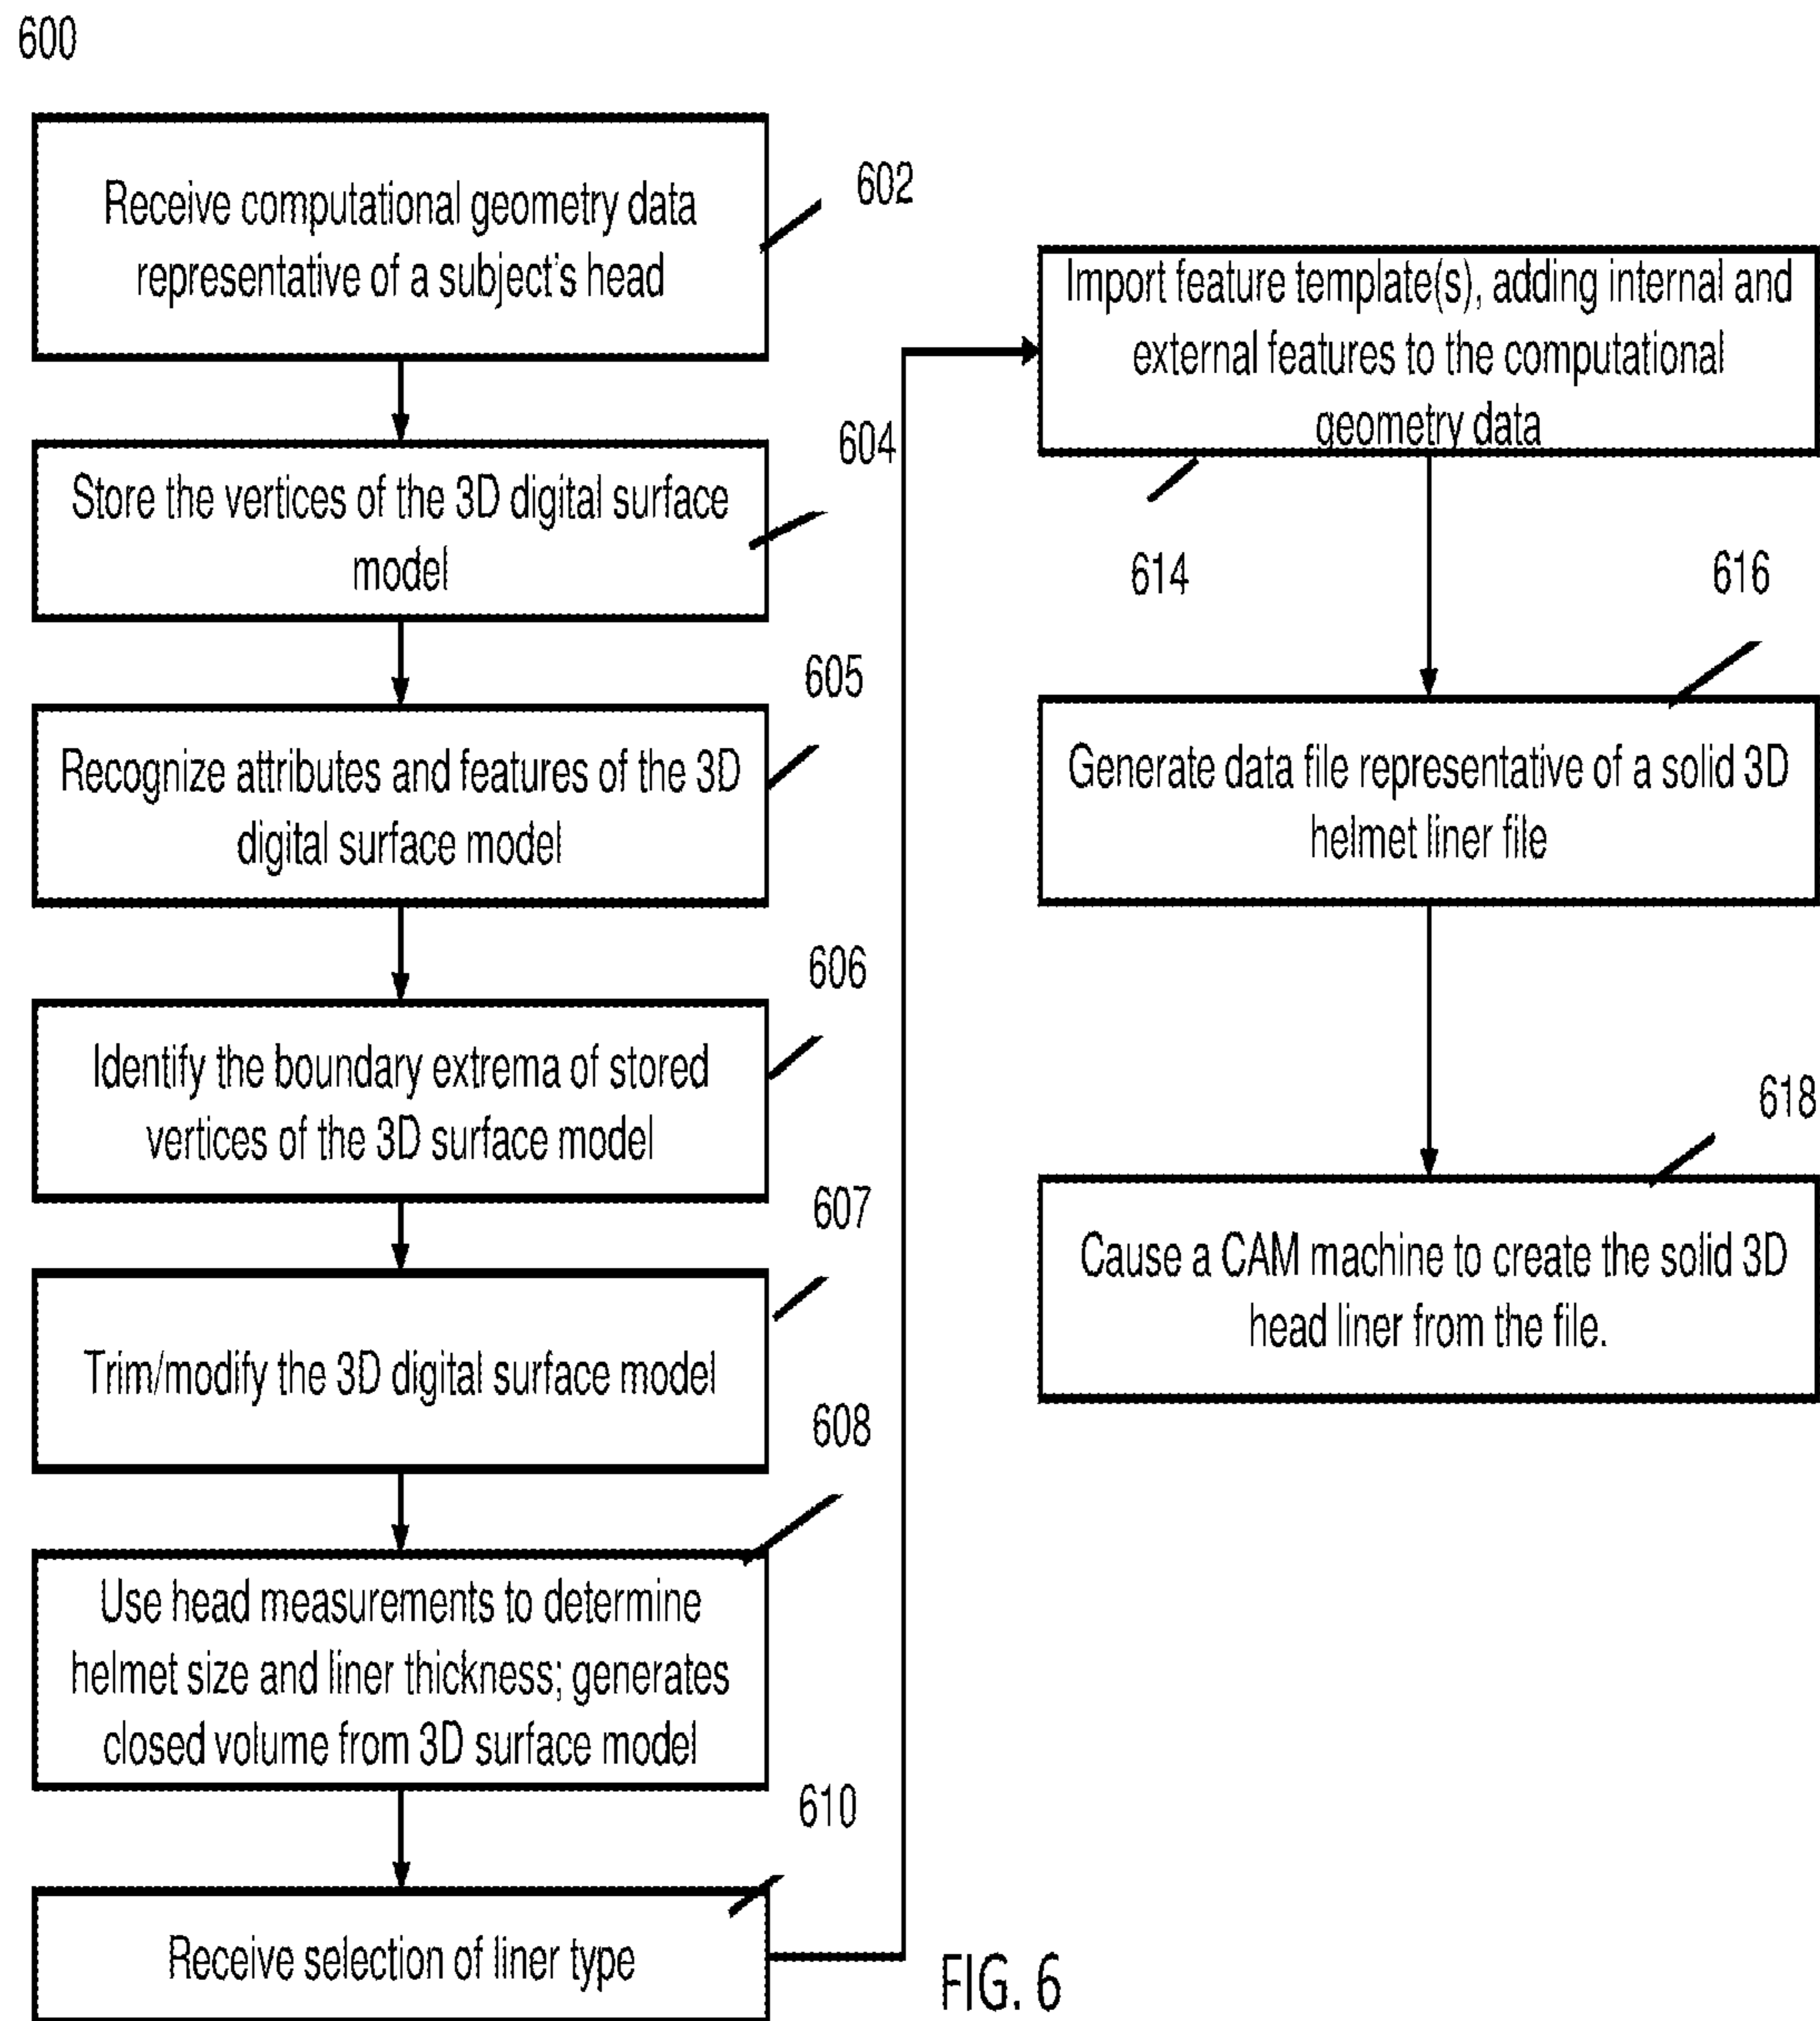 600
Receive computational geometry data
representative of a subject's head
602
Store the vertices of the 3D digital surface
model
604
Recognize attributes and features of the 3D
digital surface model
605
Identify the boundary extrema of stored
vertices of the 3D surface model
606
Trim/modify the 3D digital surface model
607
Use head measurements to determine
helmet size and liner thickness; generates
closed volume from 3D surface model
608
Receive selection of liner type
610
Import feature template(s), adding internal and
external features to the computational
geometry data
614
Generate data file representative of a solid 3D
helmet liner file
616
Cause a CAM machine to create the solid 3D
head liner from the file.
618
FIG. 6